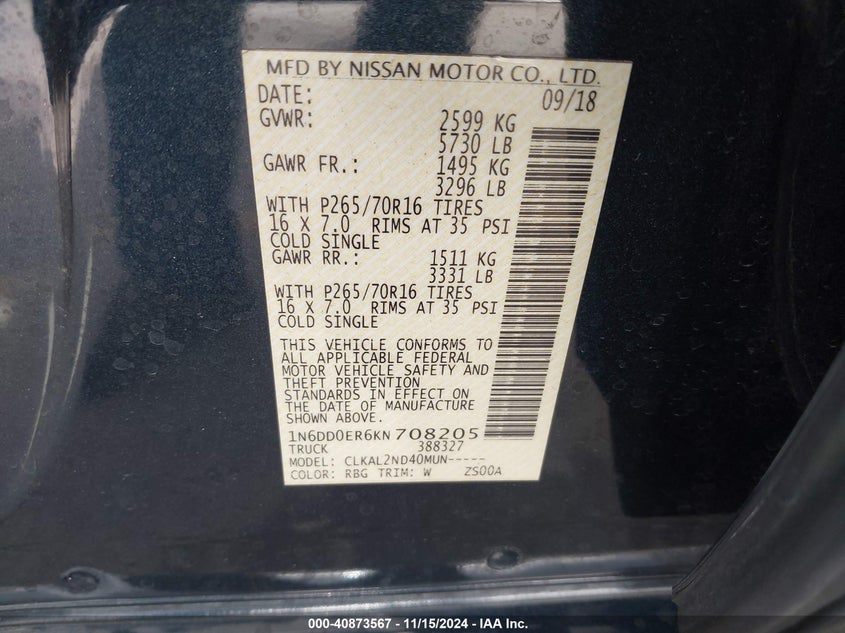 MFD BY NISSAN MOTOR CO., LTD.
DATE: 09/18
GVWR: 2599 KG
5730 LB
GAWR FR.: 1495 KG
3296 LB
WITH P265/70R16 TIRES
16 X 7.0 RIMS AT 35 PSI
COLD SINGLE
GAWR RR.: 1511 KG
3331 LB
WITH P265/70R16 TIRES
16 X 7.0 RIMS AT 35 PSI
COLD SINGLE
THIS VEHICLE CONFORMS TO
ALL APPLICABLE FEDERAL
MOTOR VEHICLE SAFETY AND
THEFT PREVENTION
STANDARDS IN EFFECT ON
THE DATE OF MANUFACTURE
SHOWN ABOVE.
1N6DD0ER6KN708205
TRUCK 388327
MODEL: CLKAL2ND40MUN-----
COLOR: RBG TRIM: W ZS00A
000-40873567 - 11/15/2024 - IAA Inc.